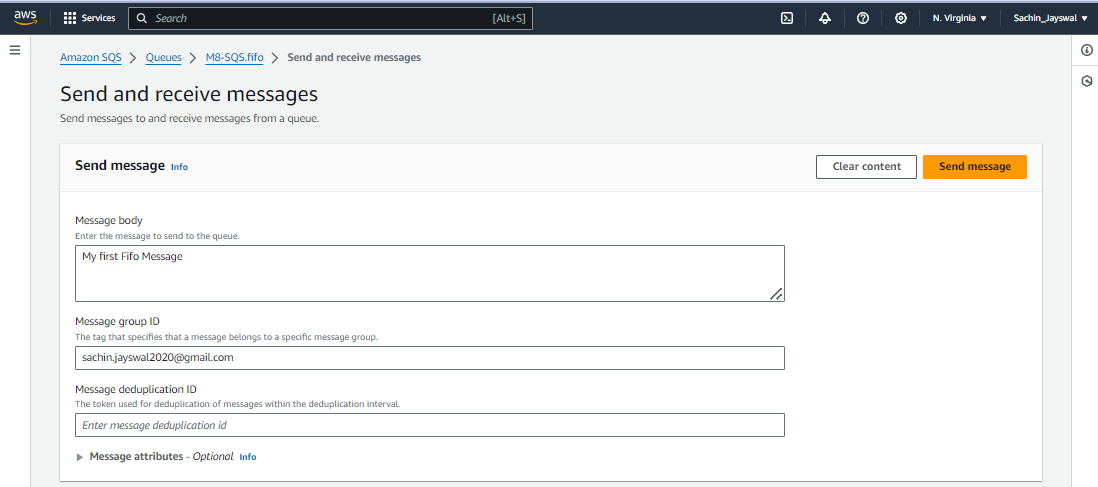 aws Services Search [Alt+S] N. Virginia Sachin_Jayswal
Amazon SQS Queues M8-SQS.fifo Send and receive messages
Send and receive messages
Send messages to and receive messages from a queue.
Send message Info Clear content Send message
Message body
Enter the message to send to the queue.
My first Fifo Message
Message group ID
The tag that specifies that a message belongs to a specific message group.
sachin.jayswal2020@gmail.com
Message deduplication ID
The token used for deduplication of messages within the deduplication interval.
Enter message deduplication id
Message attributes - Optional Info